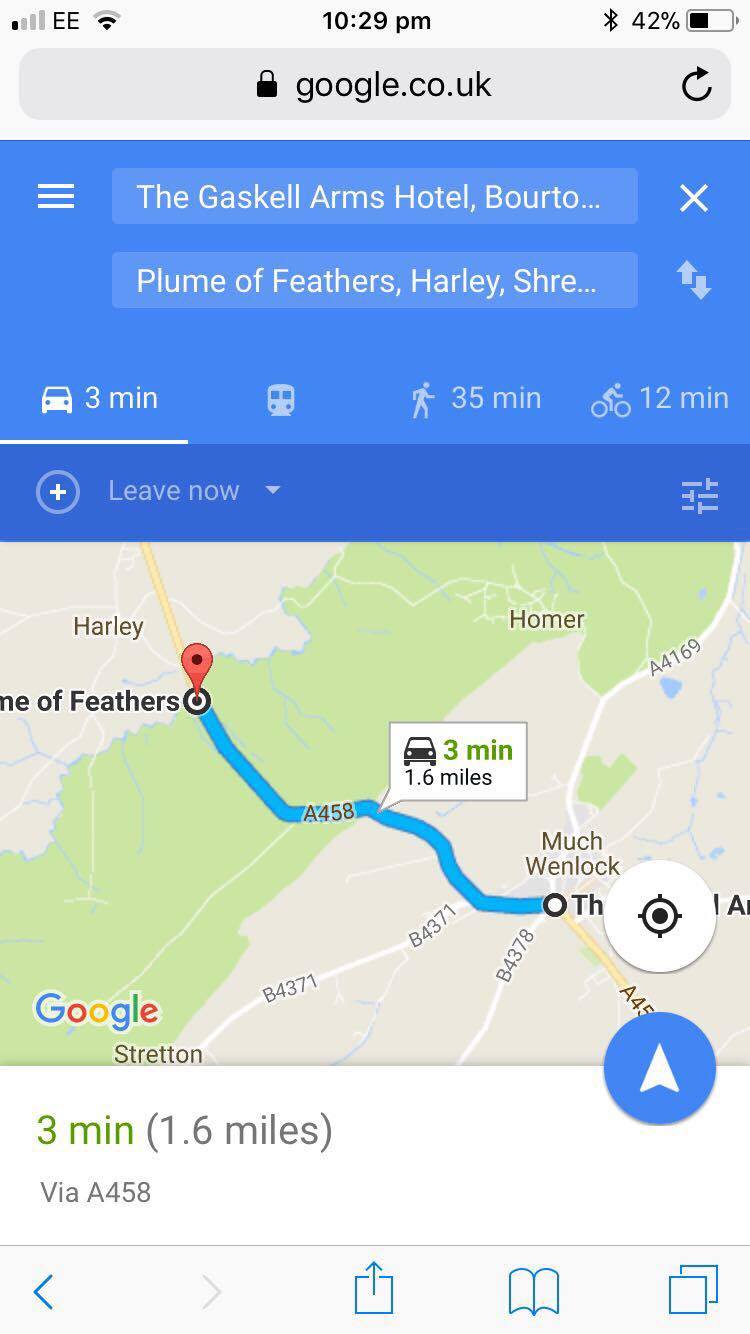 EE 10:29 pm 42%
google.co.uk
The Gaskell Arms Hotel, Bourto...
Plume of Feathers, Harley, Shre...
3 min 35 min 12 min
Leave now
Harley
Homer
A4169
me of Feathers
3 min
1.6 miles
A458
Much
Wenlock
Th l Ar
B4371
B4378
B4371
A45
Google
Stretton
3 min (1.6 miles)
Via A458